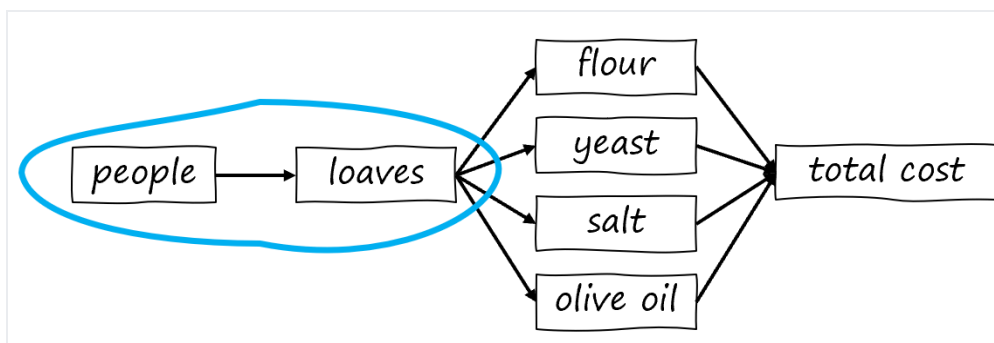 people
loaves
flour
yeast
salt
olive oil
total cost